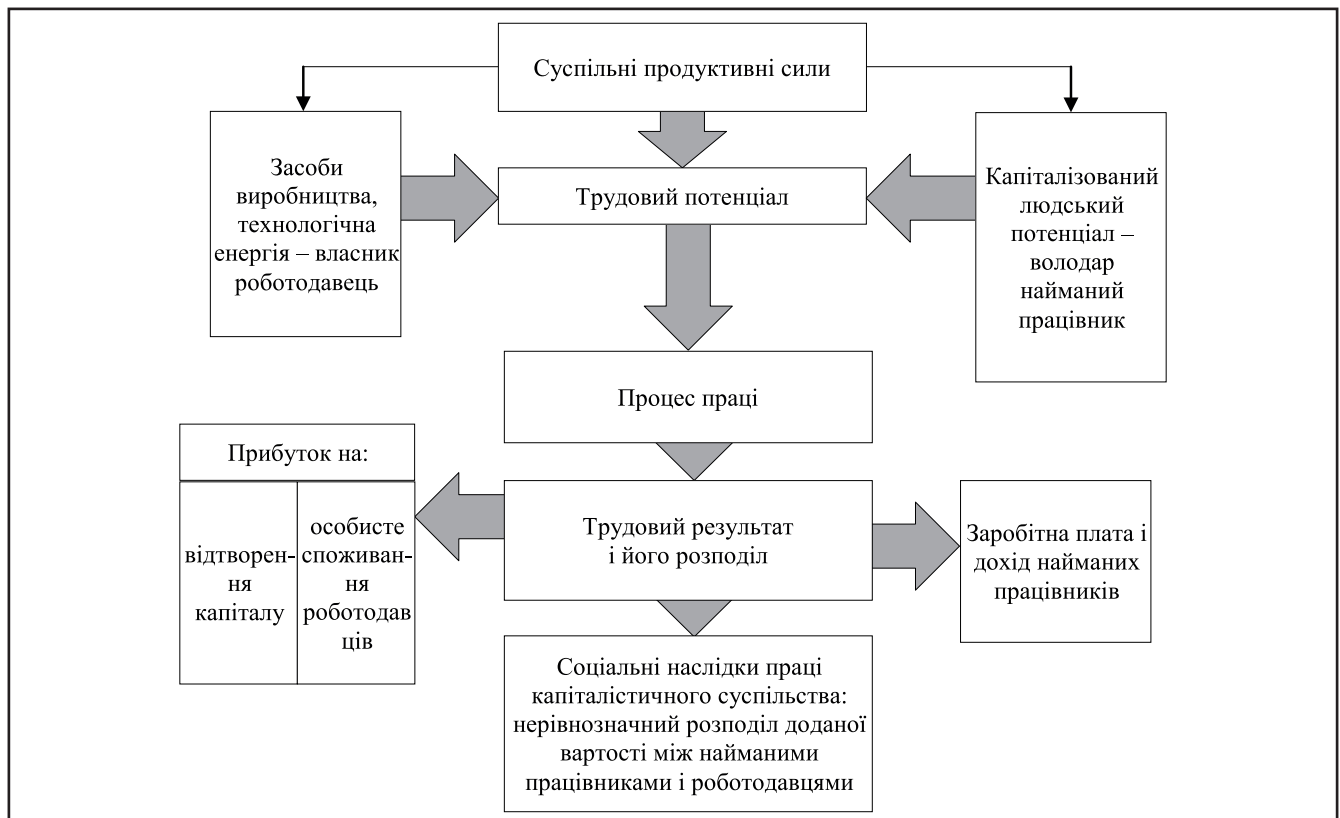 Суспільні продуктивні сили
Засоби
виробництва,
технологічна
енергія – власник
роботодавець
Трудовий потенціал
Капіталізований
людський
потенціал –
володар
найманий
працівник
Процес праці
Прибуток на:
відтворен-
ня
капіталу
особисте
споживан-
ня
роботодав
ців
Трудовий результат
і його розподіл
Заробітна плата і
дохід найманих
працівників
Соціальні наслідки праці
капіталістичного суспільства:
нерівнозначний розподіл доданої
вартості між найманими
працівниками і роботодавцями